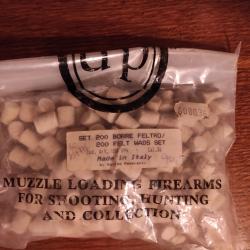 dp
008036
SET 200 BORRE FELTRO/
200 FELT WADS SET
Made in Italy
MUZZLE LOADING FIREARMS
FOR SHOOTING, HUNTING
AND COLLECTION